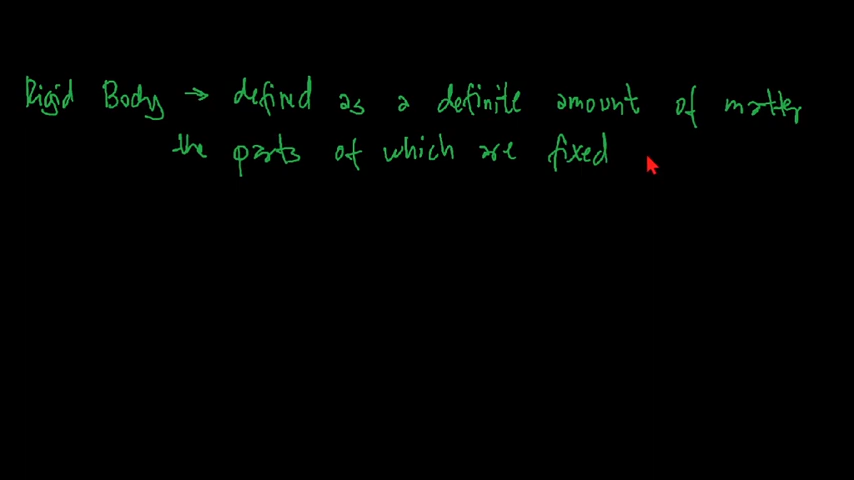 Rigid Body → defined as a definite amount of matter
the parts of which are fixed